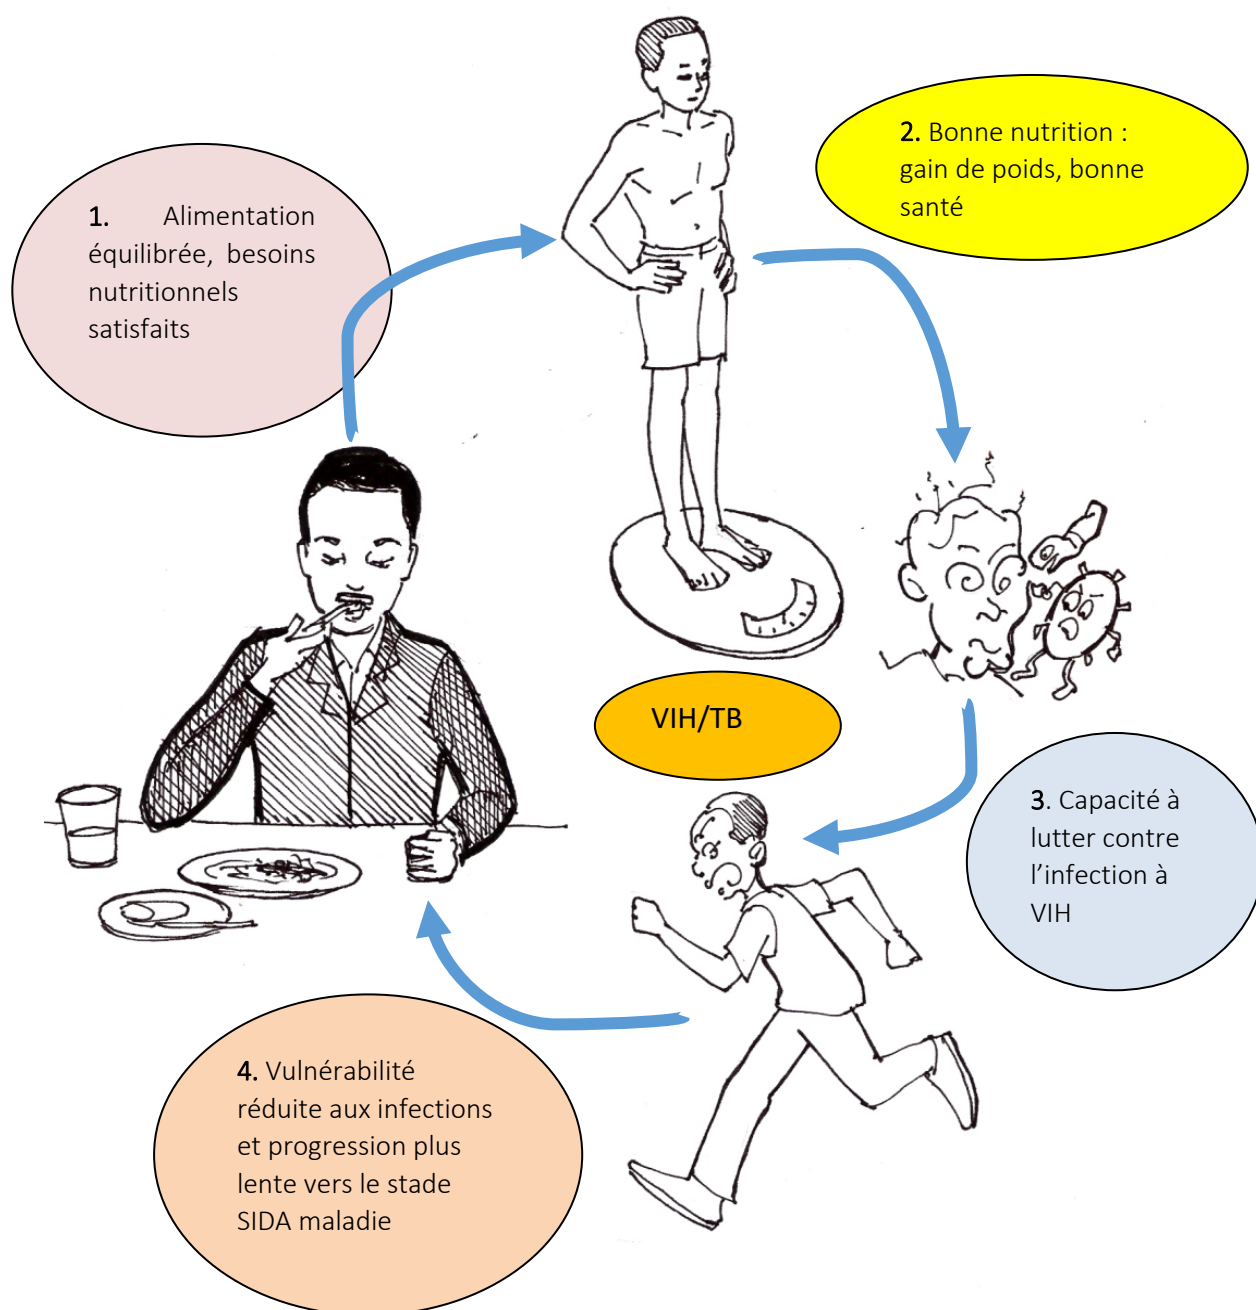 1. Alimentation
équilibrée, besoins
nutritionnels
satisfaits
2. Bonne nutrition :
gain de poids, bonne
santé
VIH/TB
3. Capacité à
lutter contre
l’infection à
VIH
4. Vulnérabilité
réduite aux infections
et progression plus
lente vers le stade
SIDA maladie